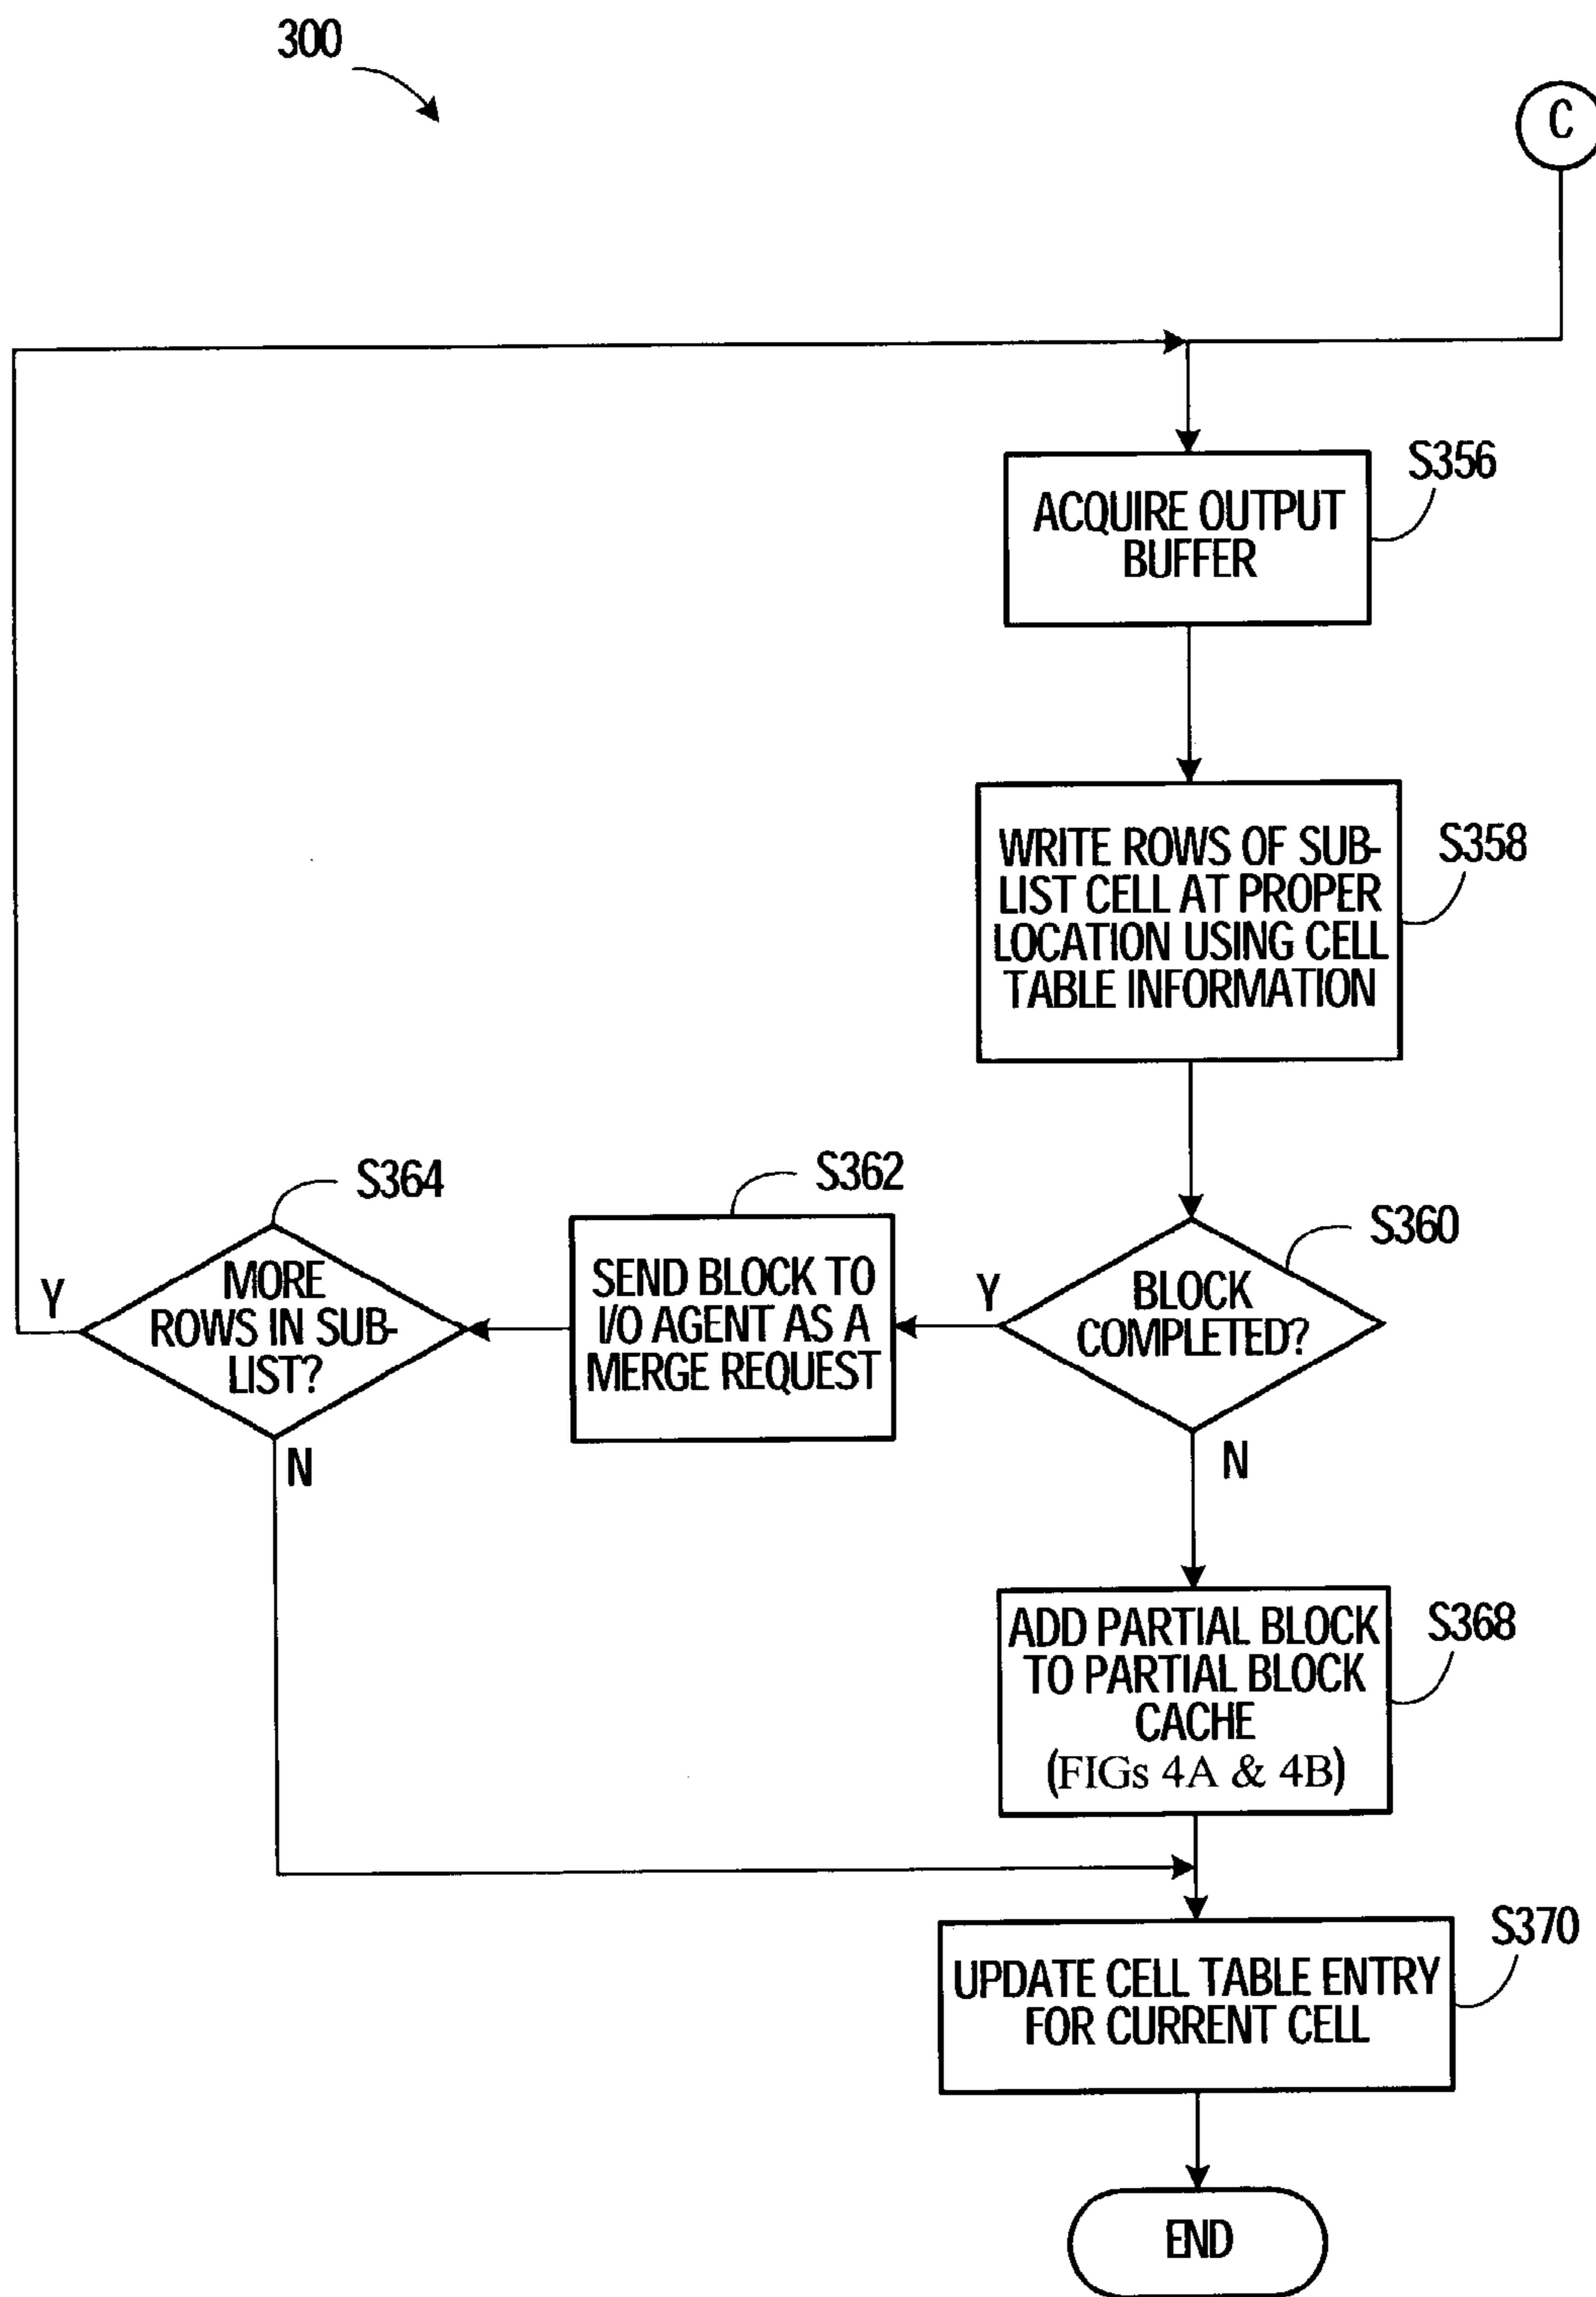 300
C
S356
ACQUIRE OUTPUT
BUFFER
S358
WRITE ROWS OF SUB-
LIST CELL AT PROPER
LOCATION USING CELL
TABLE INFORMATION
S364
S362
S360
Y
MORE
ROWS IN SUB-
LIST?
N
SEND BLOCK TO
I/O AGENT AS A
MERGE REQUEST
Y
BLOCK
COMPLETED?
N
S368
ADD PARTIAL BLOCK
TO PARTIAL BLOCK
CACHE
(FIGs 4A & 4B)
S370
UPDATE CELL TABLE ENTRY
FOR CURRENT CELL
END